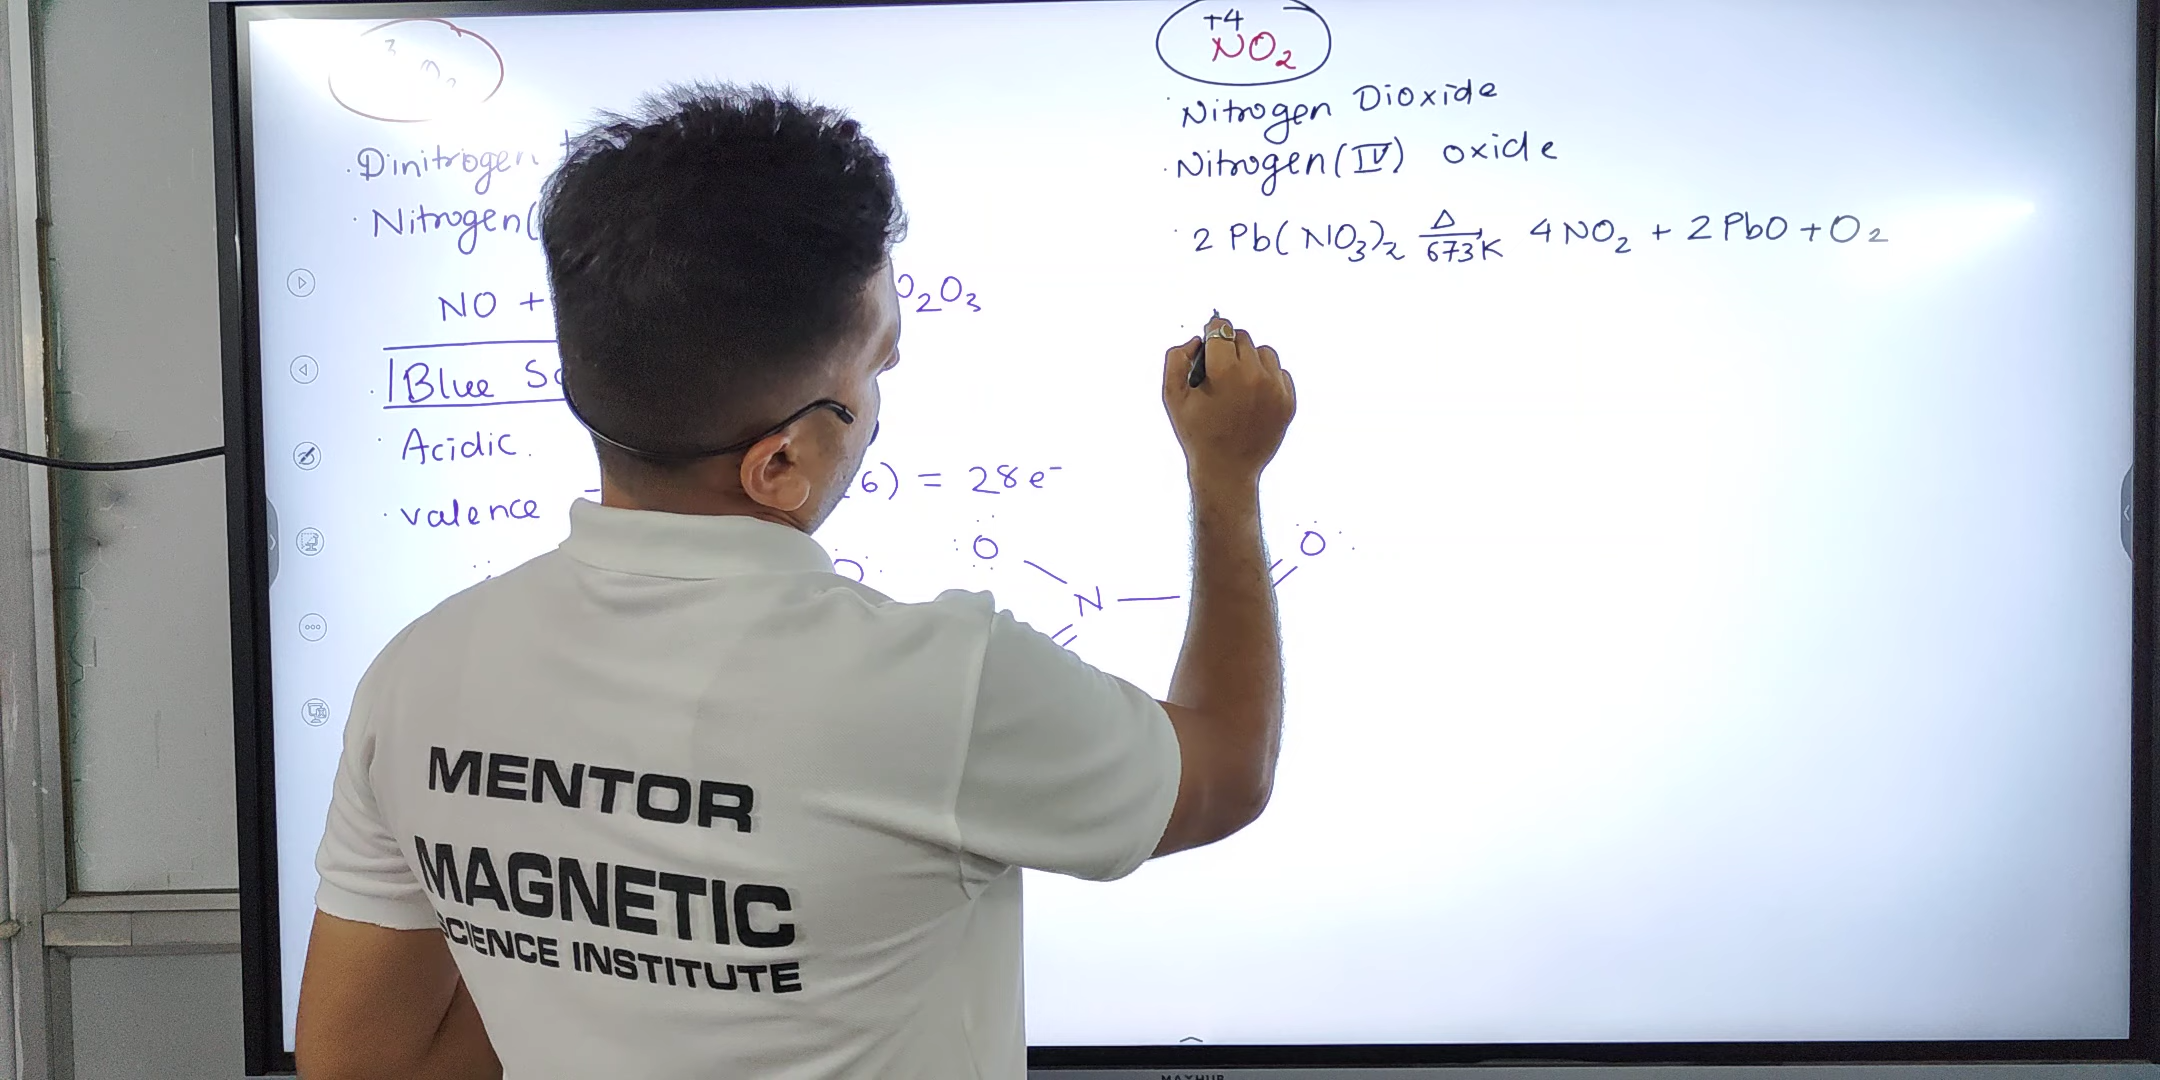 Dinitrogen
Nitrogen(
NO +
2O3
Blue
Acidic.
valence
6) = 28e-
:O
O:
N
O:
+4
NO2
Nitrogen Dioxide
Nitrogen(IV) oxide
2 Pb(NO3)2 Δ 673K 4NO2 + 2PbO + O2
MENTOR
MAGNETIC
SCIENCE INSTITUTE